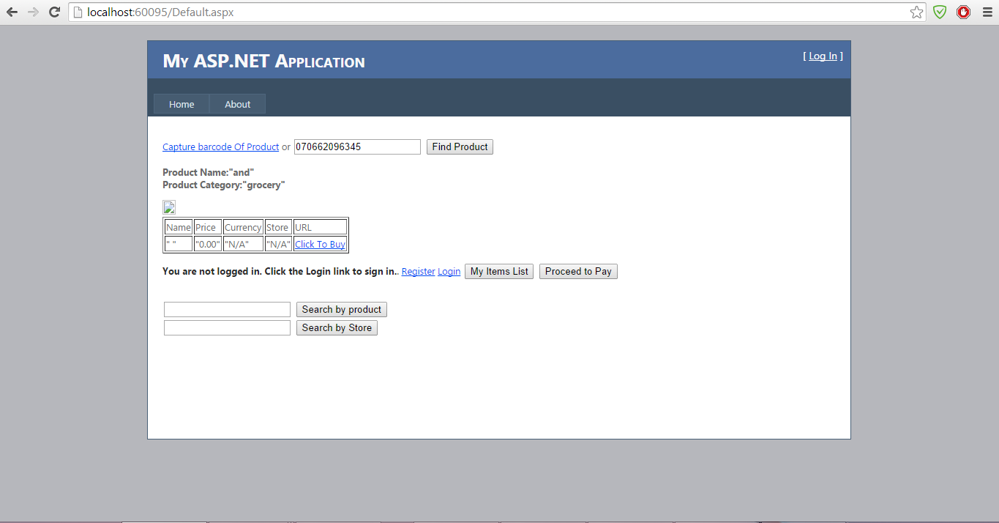 localhost:60095/Default.aspx
My ASP.NET Application
[ Log In ]
Home About
Capture barcode Of Product or 070662096345 Find Product
Product Name:"and"
Product Category:"grocery"
Name Price Currency Store URL
" " "0.00" "N/A" "N/A" Click To Buy
You are not logged in. Click the Login link to sign in.. Register Login My Items List Proceed to Pay
Search by product
Search by Store